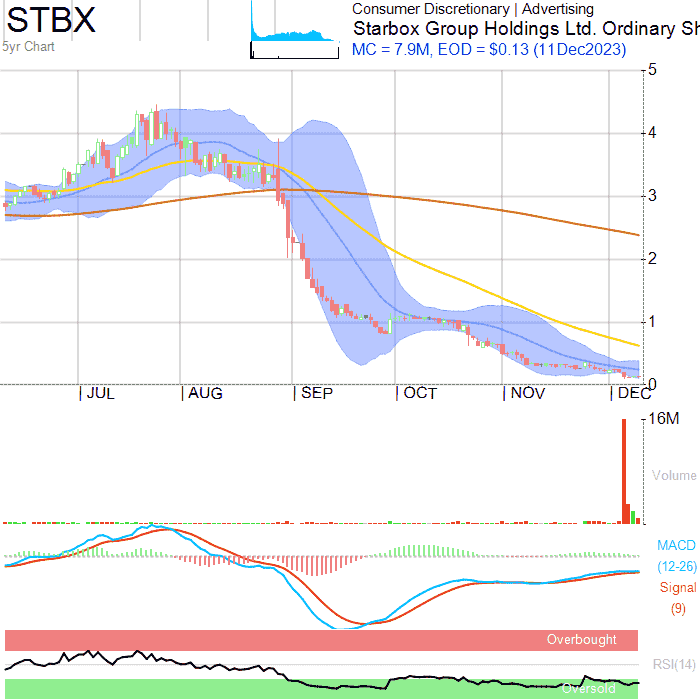 STBX
5yr Chart
Consumer Discretionary | Advertising
Starbox Group Holdings Ltd. Ordinary Sh
MC = 7.9M, EOD = $0.13 (11Dec2023)
5
4
3
2
1
0
JUL AUG SEP OCT NOV DEC
16M
Volume
MACD
(12-26)
Signal
(9)
Overbought
RSI(14)
Oversold